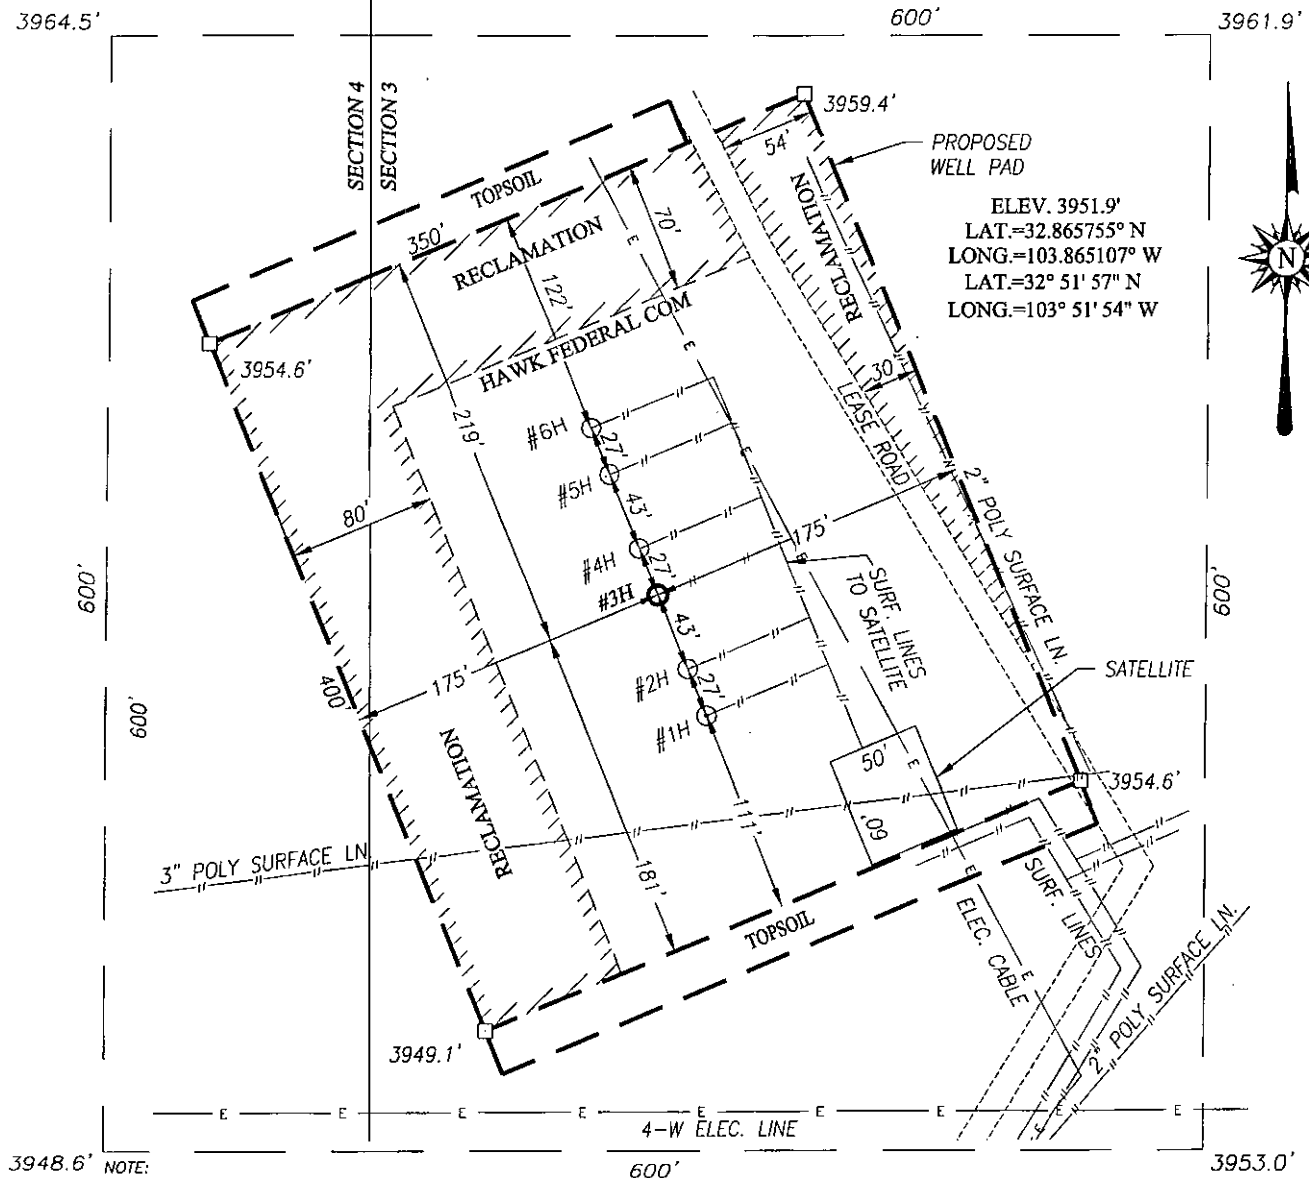 3964.5' 600' 3961.9'
SECTION 4
SECTION 3
3959.4'
54'
PROPOSED
WELL PAD
TOPSOIL
350'
RECLAMATION
70'
RECLAMATION
ELEV. 3951.9'
LAT.=32.865755° N
LONG.=103.865107° W
LAT.=32° 51' 57" N
LONG.=103° 51' 54" W
N
122'
E
HAWK FEDERAL COM
E
3954.6'
30'
LEASE ROAD
219'
#6H
27'
E
#5H
43'
80'
2" POLY SURFACE LN.
175'
E
#4H
27'
#3H
SURF. LINES
TO SATELLITE
600'
600'
43'
#2H
27'
SATELLITE
400'
175'
#1H
600'
50'
E
60'
3954.6'
RECLAMATION
111'
181'
3" POLY SURFACE LN
E
TOPSOIL
ELEC. CABLE
SURF. LINES
2" POLY SURFACE LN.
E
3949.1'
E E E E E E E E E
4-W ELEC. LINE
E
3948.6' NOTE: 600' 3953.0'